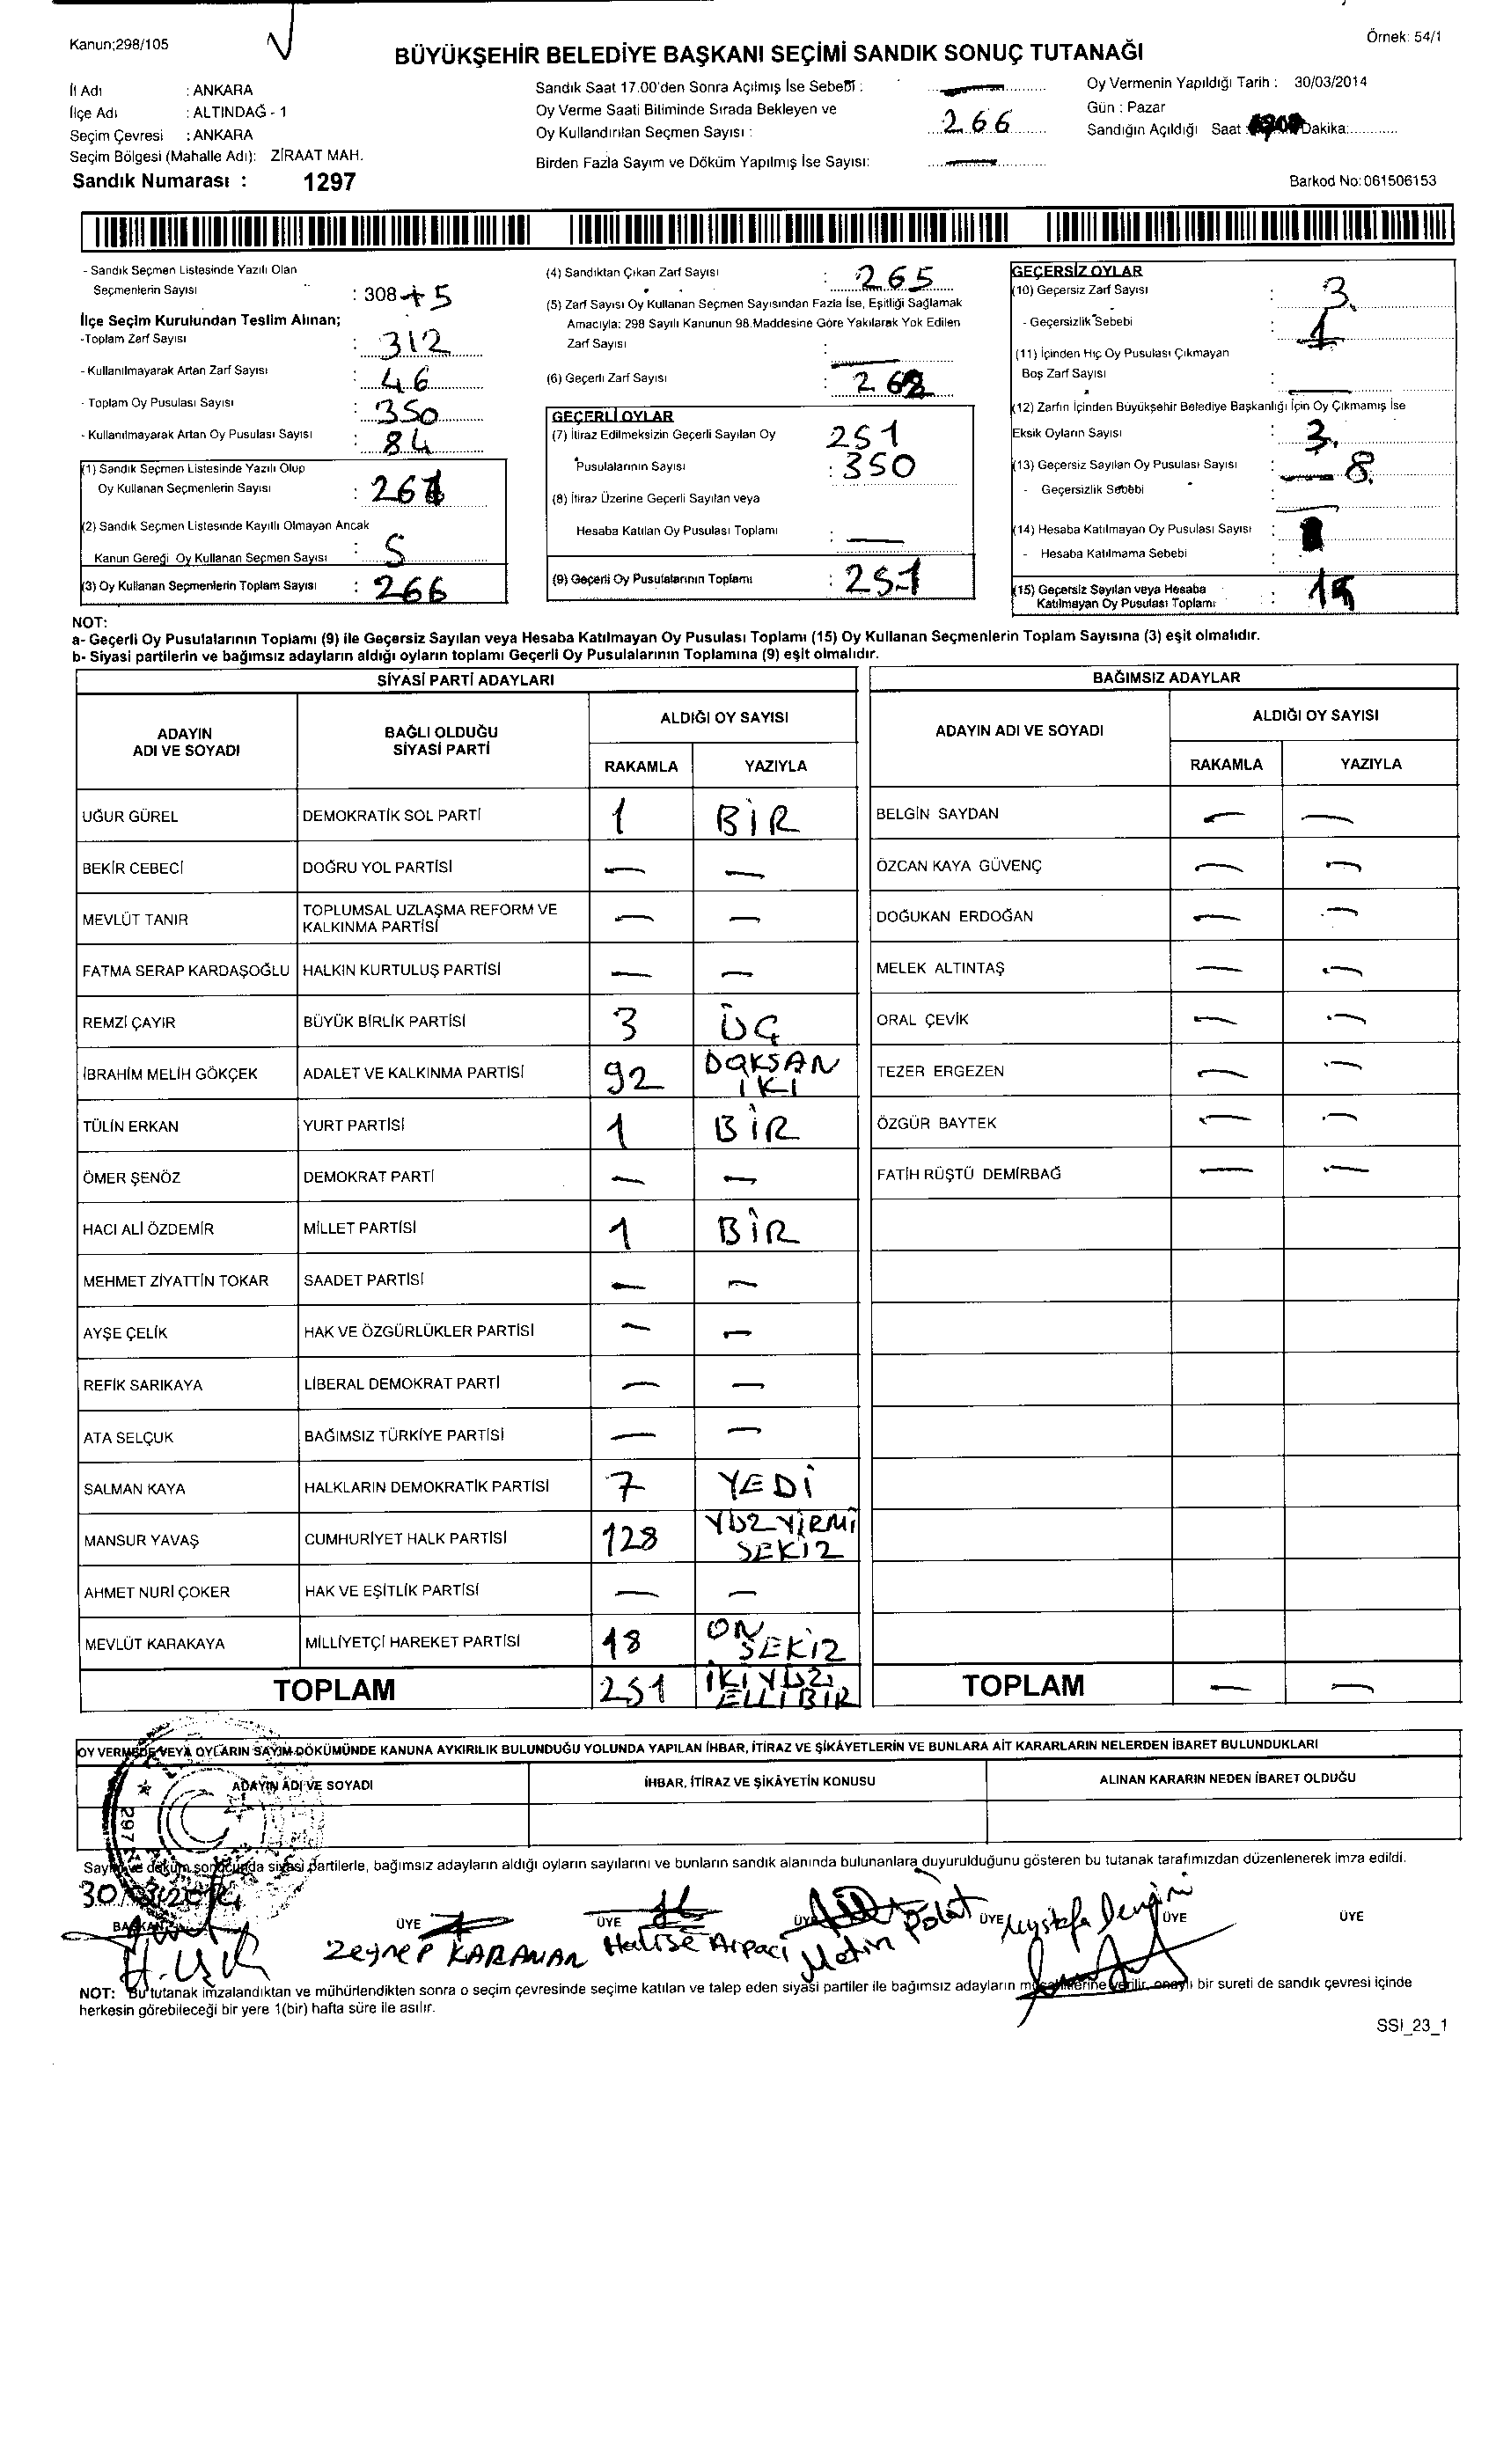 Kanun;298/105
Örnek: 54/1
BÜYÜKŞEHİR BELEDİYE BAŞKANI SEÇİMİ SANDIK SONUÇ TUTANAĞI
İl Adı : ANKARA
İlçe Adı : ALTINDAĞ - 1
Seçim Çevresi : ANKARA
Seçim Bölgesi (Mahalle Adı): ZİRAAT MAH.
Sandık Numarası : 1297
Sandık Saat 17.00'den Sonra Açılmış İse Sebebi :
Oy Verme Saati Bitiminde Sırada Bekleyen ve
Oy Kullandırılan Seçmen Sayısı : 266
Birden Fazla Sayım ve Döküm Yapılmış İse Sayısı:
Oy Vermenin Yapıldığı Tarih : 30/03/2014
Gün : Pazar
Sandığın Açıldığı Saat : Dakika:
Barkod No:061506153
- Sandık Seçmen Listesinde Yazılı Olan
Seçmenlerin Sayısı : 308 + 5
İlçe Seçim Kurulundan Teslim Alınan;
-Toplam Zarf Sayısı : 312
- Kullanılmayarak Artan Zarf Sayısı : 46
- Toplam Oy Pusulası Sayısı : 350
- Kullanılmayarak Artan Oy Pusulası Sayısı : 84
(1) Sandık Seçmen Listesinde Yazılı Olup
Oy Kullanan Seçmenlerin Sayısı : 261
(2) Sandık Seçmen Listesinde Kayıtlı Olmayan Ancak
Kanun Gereği Oy Kullanan Seçmen Sayısı : 5
(3) Oy Kullanan Seçmenlerin Toplam Sayısı : 266
(4) Sandıktan Çıkan Zarf Sayısı : 265
(5) Zarf Sayısı Oy Kullanan Seçmen Sayısından Fazla İse, Eşitliği Sağlamak
Amacıyla: 298 Sayılı Kanunun 98.Maddesine Göre Yakılarak Yok Edilen
Zarf Sayısı :
(6) Geçerli Zarf Sayısı : 262
GEÇERLİ OYLAR
(7) İtiraz Edilmeksizin Geçerli Sayılan Oy 251
Pusulalarının Sayısı : 350
(8) İtiraz Üzerine Geçerli Sayılan veya
Hesaba Katılan Oy Pusulası Toplamı : —
(9) Geçerli Oy Pusulalarının Toplamı : 251
GEÇERSİZ OYLAR
(10) Geçersiz Zarf Sayısı : 3.
- Geçersizlik Sebebi : 1
(11) İçinden Hiç Oy Pusulası Çıkmayan
Boş Zarf Sayısı : —
(12) Zarfın İçinden Büyükşehir Belediye Başkanlığı İçin Oy Çıkmamış İse
Eksik Oyların Sayısı : 3.
(13) Geçersiz Sayılan Oy Pusulası Sayısı : 8.
- Geçersizlik Sebebi : —
(14) Hesaba Katılmayan Oy Pusulası Sayısı :
- Hesaba Katılmama Sebebi :
(15) Geçersiz Sayılan veya Hesaba
Katılmayan Oy Pusulası Toplamı : 15
NOT:
a- Geçerli Oy Pusulalarının Toplamı (9) ile Geçersiz Sayılan veya Hesaba Katılmayan Oy Pusulası Toplamı (15) Oy Kullanan Seçmenlerin Toplam Sayısına (3) eşit olmalıdır.
b- Siyasi partilerin ve bağımsız adayların aldığı oyların toplamı Geçerli Oy Pusulalarının Toplamına (9) eşit olmalıdır.
SİYASİ PARTİ ADAYLARI
ADAYIN ADI VE SOYADI BAĞLI OLDUĞU SİYASİ PARTİ ALDIĞI OY SAYISI
RAKAMLA YAZIYLA
UĞUR GÜREL DEMOKRATİK SOL PARTİ 1 BİR
BEKİR CEBECİ DOĞRU YOL PARTİSİ — —
MEVLÜT TANIR TOPLUMSAL UZLAŞMA REFORM VE KALKINMA PARTİSİ — —
FATMA SERAP KARDAŞOĞLU HALKIN KURTULUŞ PARTİSİ — —
REMZİ ÇAYIR BÜYÜK BİRLİK PARTİSİ 3 ÜÇ
İBRAHİM MELİH GÖKÇEK ADALET VE KALKINMA PARTİSİ 92 DOKSAN İKİ
TÜLİN ERKAN YURT PARTİSİ 1 BİR
ÖMER ŞENÖZ DEMOKRAT PARTİ — —
HACI ALİ ÖZDEMİR MİLLET PARTİSİ 1 BİR
MEHMET ZİYATTİN TOKAR SAADET PARTİSİ — —
AYŞE ÇELİK HAK VE ÖZGÜRLÜKLER PARTİSİ — —
REFİK SARIKAYA LİBERAL DEMOKRAT PARTİ — —
ATA SELÇUK BAĞIMSIZ TÜRKİYE PARTİSİ — —
SALMAN KAYA HALKLARIN DEMOKRATİK PARTİSİ 7 YEDİ
MANSUR YAVAŞ CUMHURİYET HALK PARTİSİ 128 YÜZYİRMİ SEKİZ
AHMET NURİ ÇOKER HAK VE EŞİTLİK PARTİSİ — —
MEVLÜT KARAKAYA MİLLİYETÇİ HAREKET PARTİSİ 18 ON SEKİZ
TOPLAM 251 İKİYÜZ ELLİ BİR
BAĞIMSIZ ADAYLAR
ADAYIN ADI VE SOYADI ALDIĞI OY SAYISI
RAKAMLA YAZIYLA
BELGİN SAYDAN — —
ÖZCAN KAYA GÜVENÇ — —
DOĞUKAN ERDOĞAN — —
MELEK ALTINTAŞ — —
ORAL ÇEVİK — —
TEZER ERGEZEN — —
ÖZGÜR BAYTEK — —
FATİH RÜŞTÜ DEMİRBAĞ — —
TOPLAM — —
OY VERMEDE VEYA OYLARIN SAYIM DÖKÜMÜNDE KANUNA AYKIRILIK BULUNDUĞU YOLUNDA YAPILAN İHBAR, İTİRAZ VE ŞİKÂYETLERİN VE BUNLARA AİT KARARLARIN NELERDEN İBARET BULUNDUKLARI
ADAYIN ADI VE SOYADI İHBAR, İTİRAZ VE ŞİKÂYETİN KONUSU ALINAN KARARIN NEDEN İBARET OLDUĞU
Sayım ve döküm sonucunda siyasi partilerle, bağımsız adayların aldığı oyların sayılarını ve bunların sandık alanında bulunanlara duyurulduğunu gösteren bu tutanak tarafımızdan düzenlenerek imza edildi.
30/03/2014
BAŞKAN ÜYE ÜYE ÜYE ÜYE ÜYE ÜYE
Zeynep KARAMAN Halise Arpacı Metin Polat Mustafa
NOT: Bu tutanak imzalandıktan ve mühürlendikten sonra o seçim çevresinde seçime katılan ve talep eden siyasi partiler ile bağımsız adayların müşahitlerine verilir, onaylı bir sureti de sandık çevresi içinde
herkesin görebileceği bir yere 1(bir) hafta süre ile asılır.
SSI_23_1